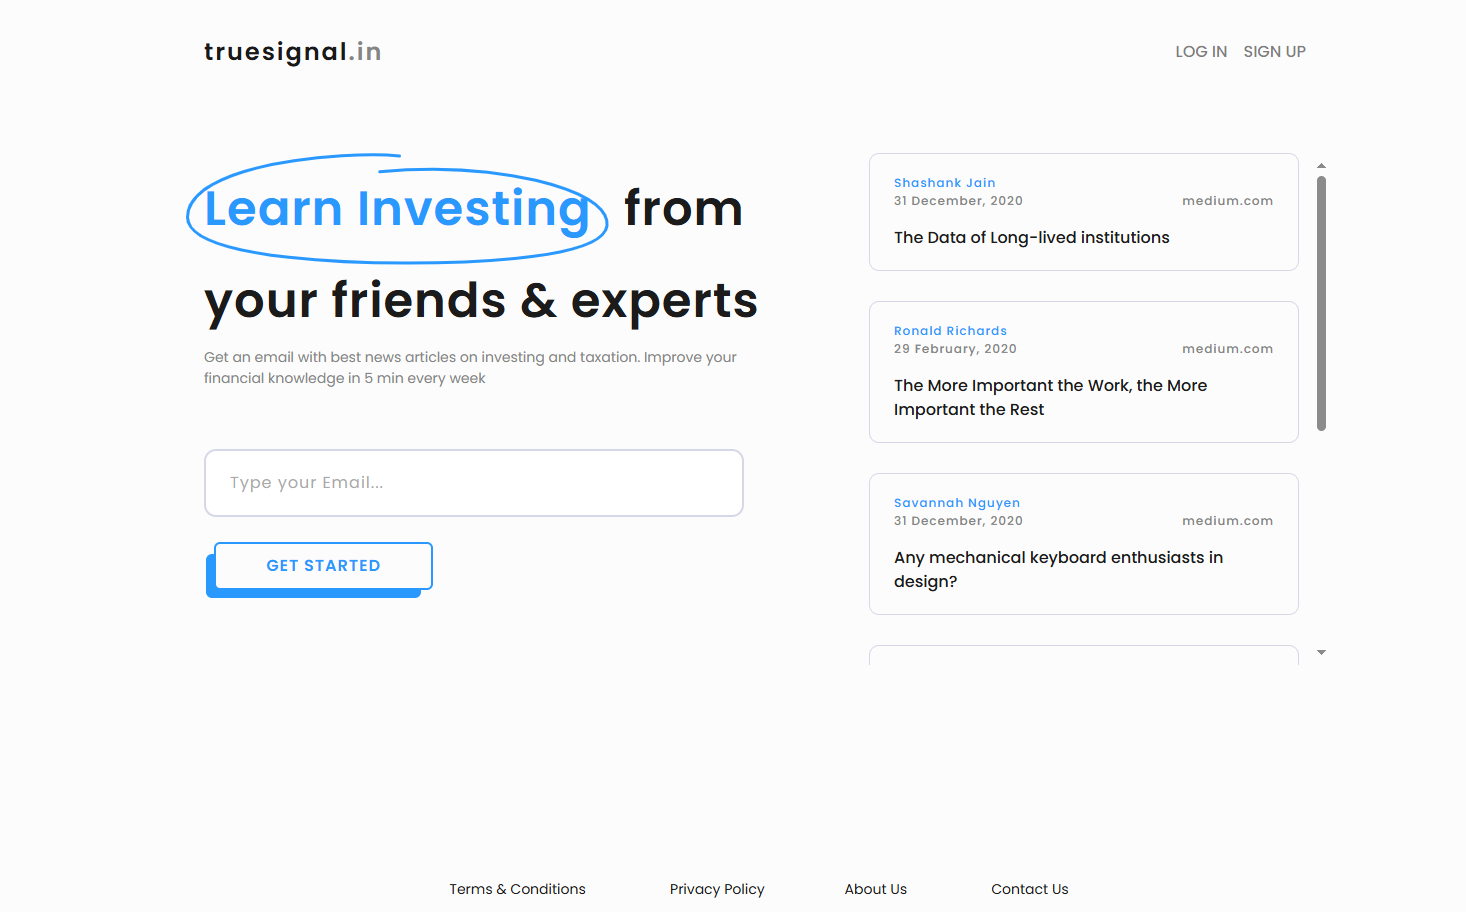 truesignal.in
LOG IN SIGN UP
Learn Investing from
your friends & experts
Get an email with best news articles on investing and taxation. Improve your
financial knowledge in 5 min every week
Type your Email...
GET STARTED
Shashank Jain
31 December, 2020 medium.com
The Data of Long-lived institutions
Ronald Richards
29 February, 2020 medium.com
The More Important the Work, the More
Important the Rest
Savannah Nguyen
31 December, 2020 medium.com
Any mechanical keyboard enthusiasts in
design?
Terms & Conditions Privacy Policy About Us Contact Us